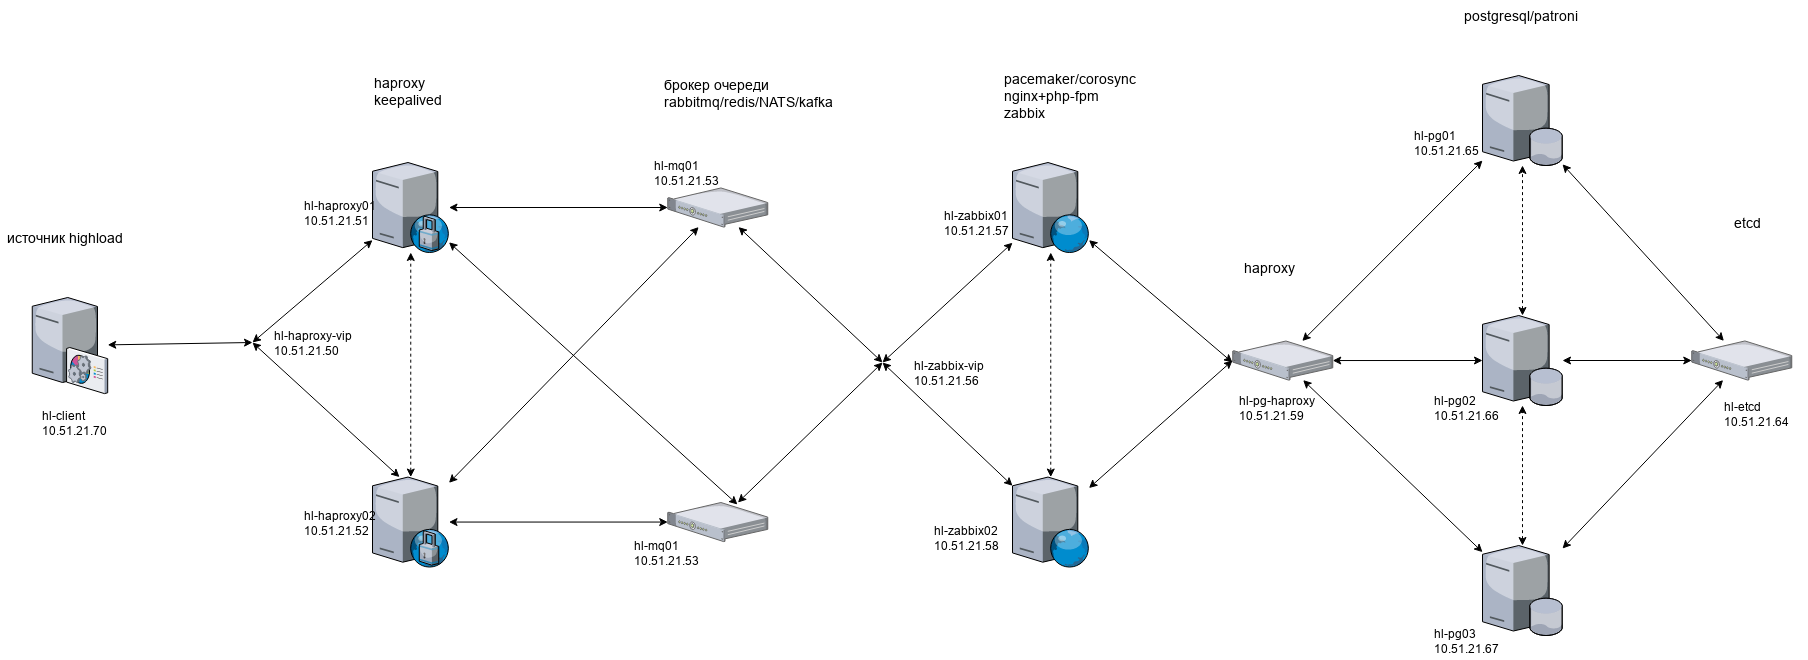 postgresql/patroni
haproxy
keepalived
брокер очереди
rabbitmq/redis/NATS/kafka
pacemaker/corosync
nginx+php-fpm
zabbix
hl-pg01
10.51.21.65
hl-mq01
10.51.21.53
hl-haproxy01
10.51.21.51
hl-zabbix01
10.51.21.57
источник highload
etcd
haproxy
hl-haproxy-vip
10.51.21.50
hl-zabbix-vip
10.51.21.56
hl-client
10.51.21.70
hl-pg-haproxy
10.51.21.59
hl-pg02
10.51.21.66
hl-etcd
10.51.21.64
hl-haproxy02
10.51.21.52
hl-mq01
10.51.21.53
hl-zabbix02
10.51.21.58
hl-pg03
10.51.21.67